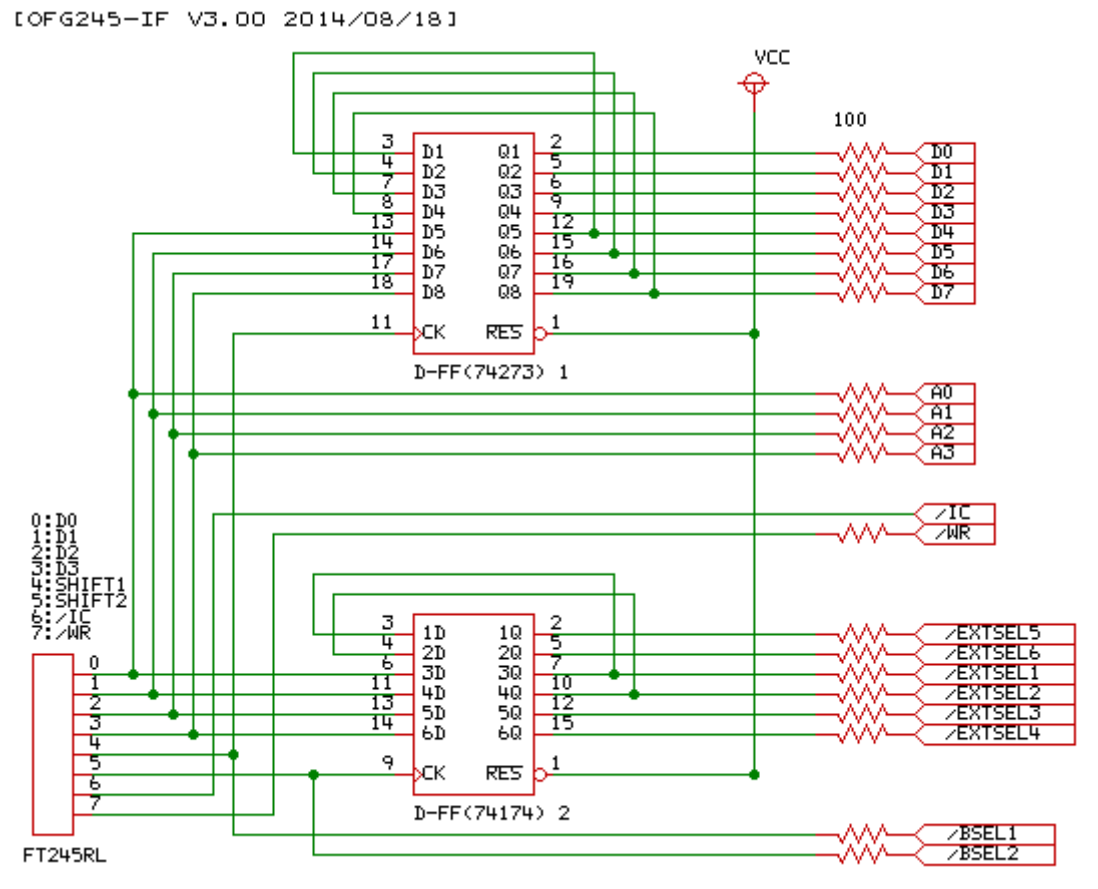 [OFG245-IF V3.00 2014/08/18]
VCC
100
3 D1 Q1 2 D0
4 D2 Q2 5 D1
7 D3 Q3 6 D2
8 D4 Q4 9 D3
13 D5 Q5 12 D4
14 D6 Q6 15 D5
17 D7 Q7 16 D6
18 D8 Q8 19 D7
11 CK RES 1
D-FF(74273) 1
A0
A1
A2
A3
/IC
/WR
0:D0
1:D1
2:D2
3:D3
4:SHIFT1
5:SHIFT2
6:/IC
7:/WR
3 1D 1Q 2 /EXTSEL5
4 2D 2Q 5 /EXTSEL6
6 3D 3Q 7 /EXTSEL1
11 4D 4Q 10 /EXTSEL2
13 5D 5Q 12 /EXTSEL3
14 6D 6Q 15 /EXTSEL4
9 CK RES 1
D-FF(74174) 2
0
1
2
3
4
5
6
7
FT245RL
/BSEL1
/BSEL2